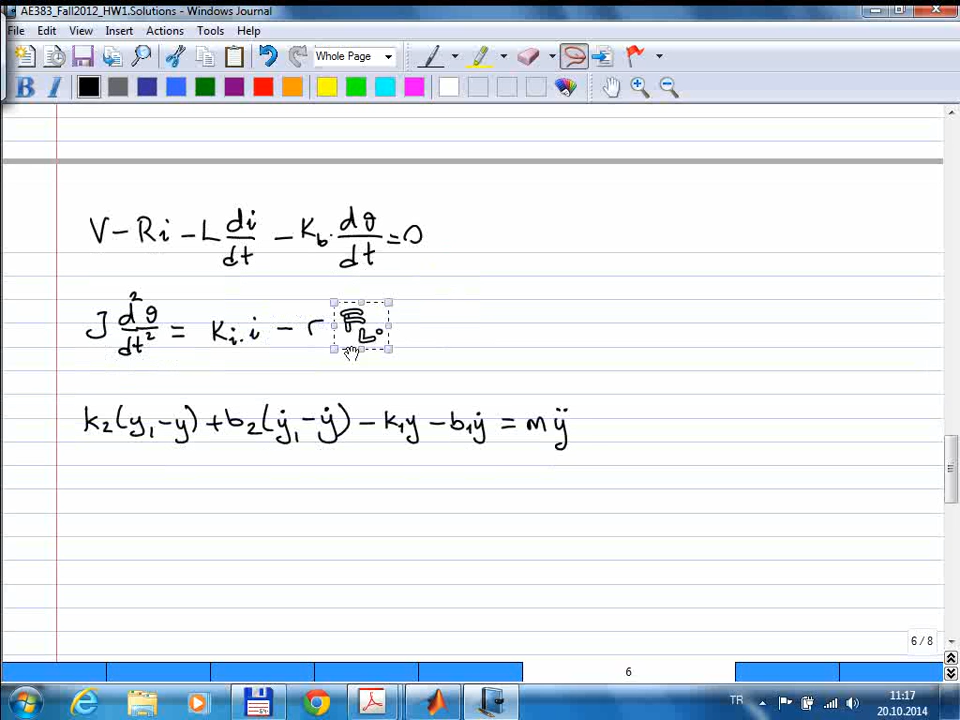 AE383_Fall2012_HW1.Solutions - Windows Journal
File Edit View Insert Actions Tools Help
Whole Page
B I
V - Ri - L di/dt - K_b · dθ/dt = 0
J d²θ/dt² = K_i . i - r F_L
k₂(y₁ - y) + b₂(ẏ₁ - ẏ) - k₁y - b₁ẏ = mÿ
6 / 8
6
TR 11:17
20.10.2014